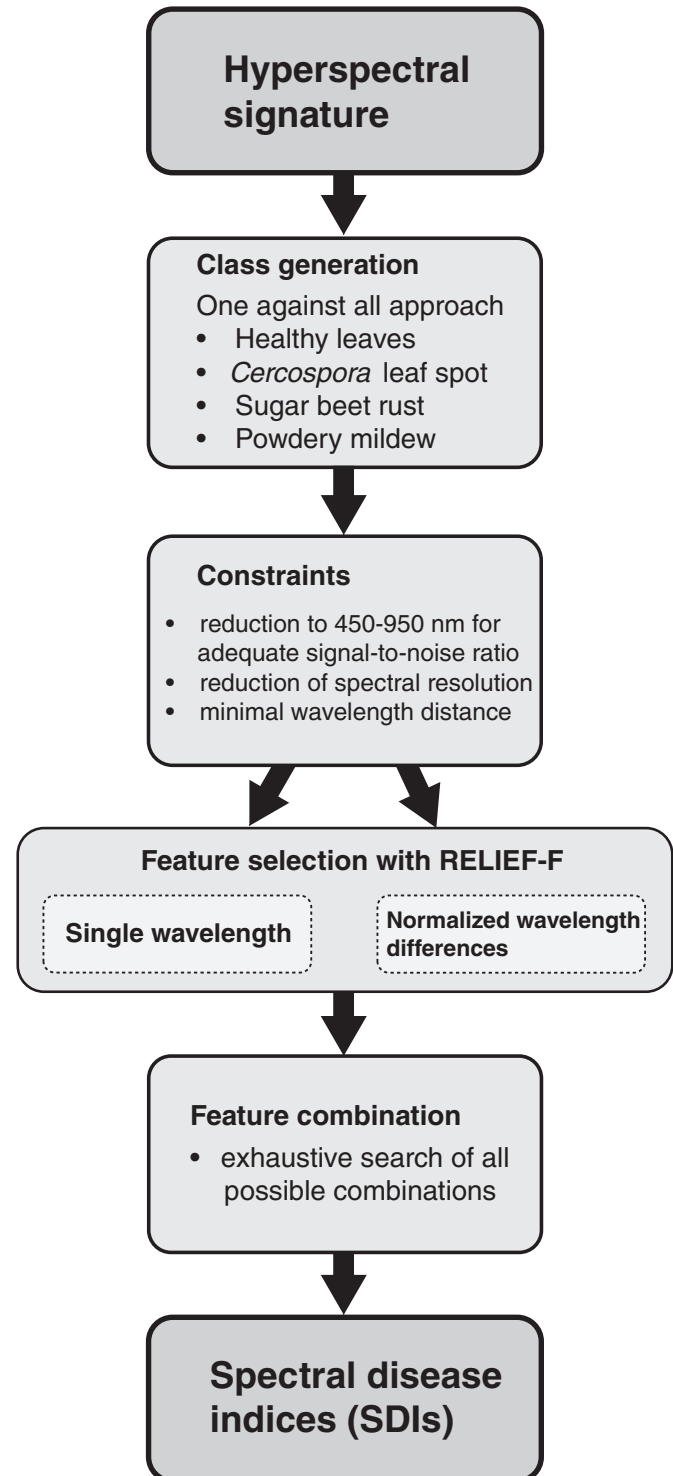 Hyperspectral
signature
Class generation
One against all approach
• Healthy leaves
• Cercospora leaf spot
• Sugar beet rust
• Powdery mildew
Constraints
• reduction to 450-950 nm for
adequate signal-to-noise ratio
• reduction of spectral resolution
• minimal wavelength distance
Feature selection with RELIEF-F
Single wavelength
Normalized wavelength
differences
Feature combination
• exhaustive search of all
possible combinations
Spectral disease
indices (SDIs)